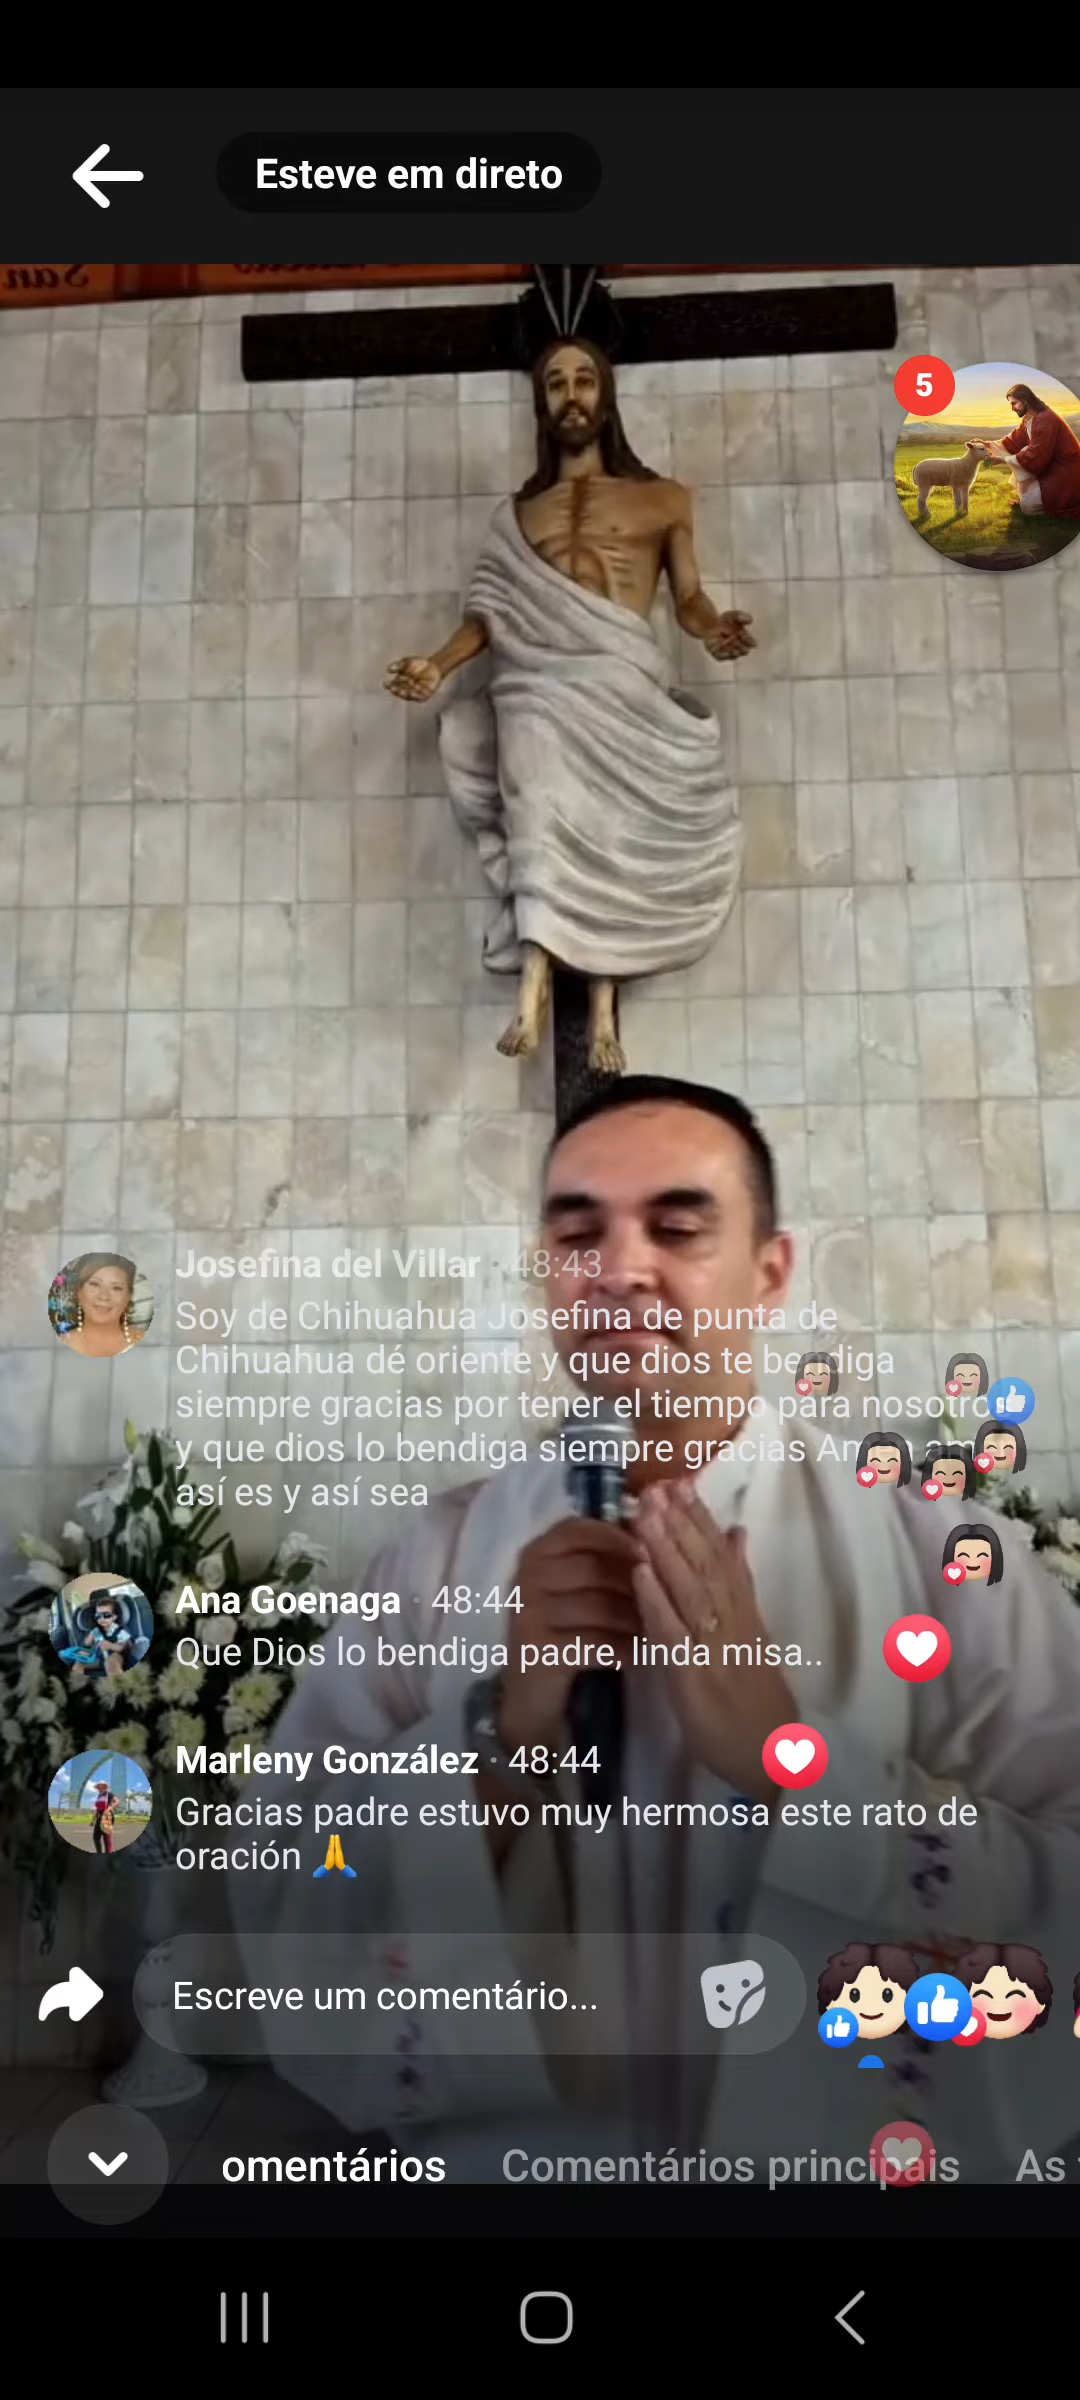 Esteve em direto
San
5
Josefina del Villar · 48:43
Soy de Chihuahua Josefina de punta de
Chihuahua dé oriente y que dios te bendiga
siempre gracias por tener el tiempo para nosotro
y que dios lo bendiga siempre gracias
así es y así sea
Ana Goenaga · 48:44
Que Dios lo bendiga padre, linda misa..
Marleny González · 48:44
Gracias padre estuvo muy hermosa este rato de
oración 🙏
Escreve um comentário...
omentários Comentários principais As